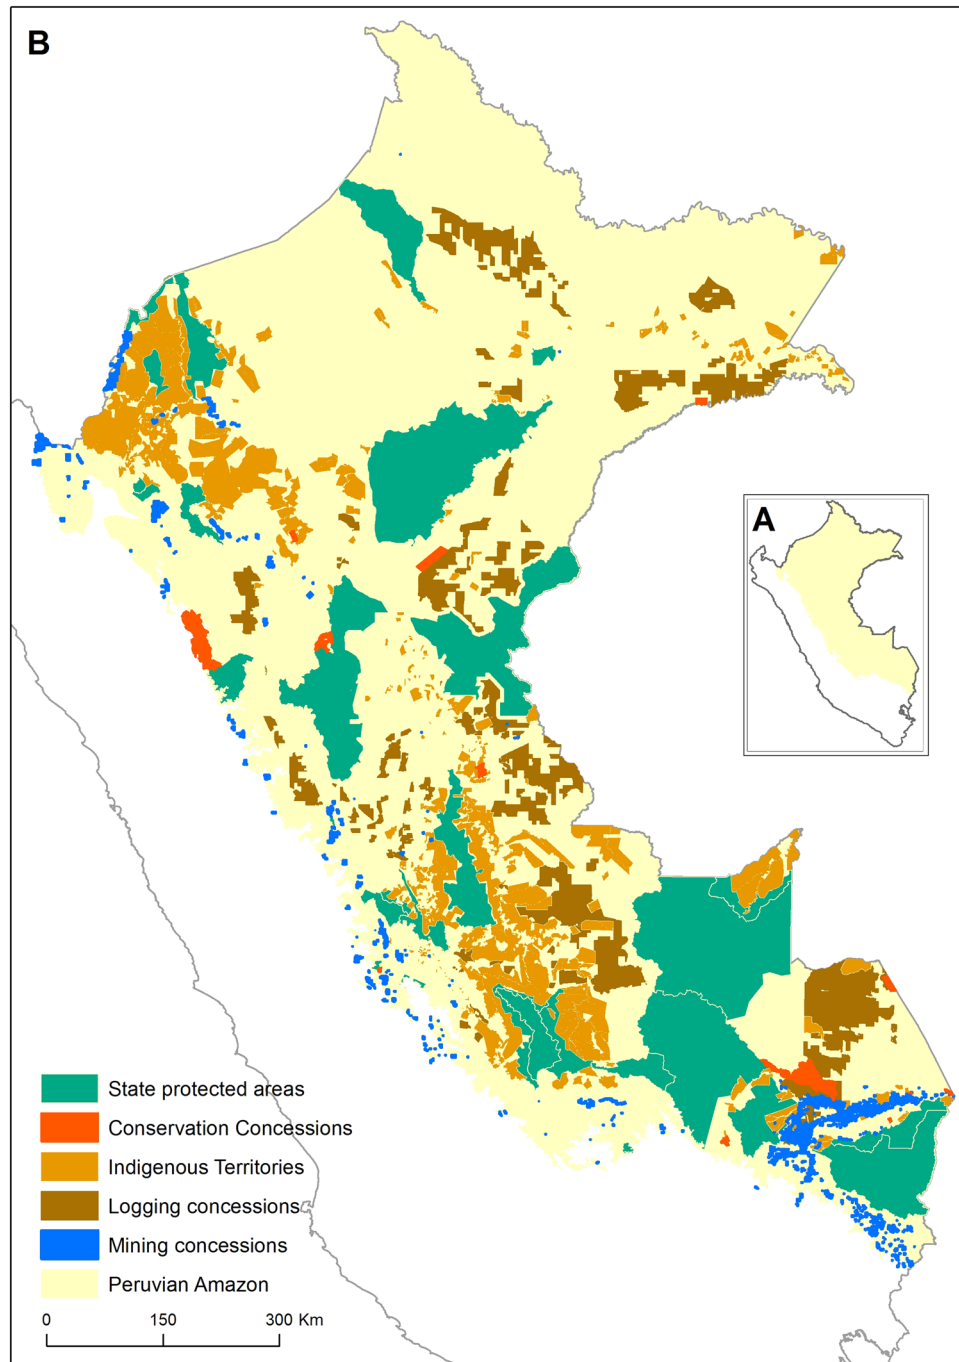 B
A
State protected areas
Conservation Concessions
Indigenous Territories
Logging concessions
Mining concessions
Peruvian Amazon
0 150 300 Km